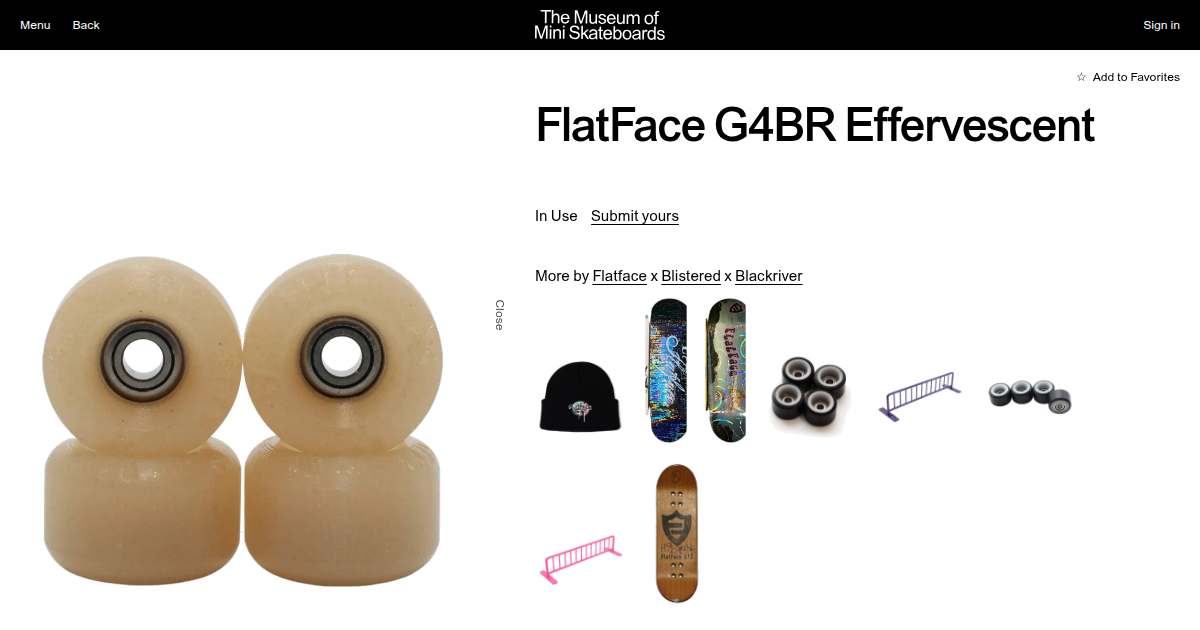 Menu
Back
The Museum of
Mini Skateboards
Sign in
☆ Add to Favorites
FlatFace G4BR Effervescent
In Use Submit yours
More by Flatface x Blistered x Blackriver
Close